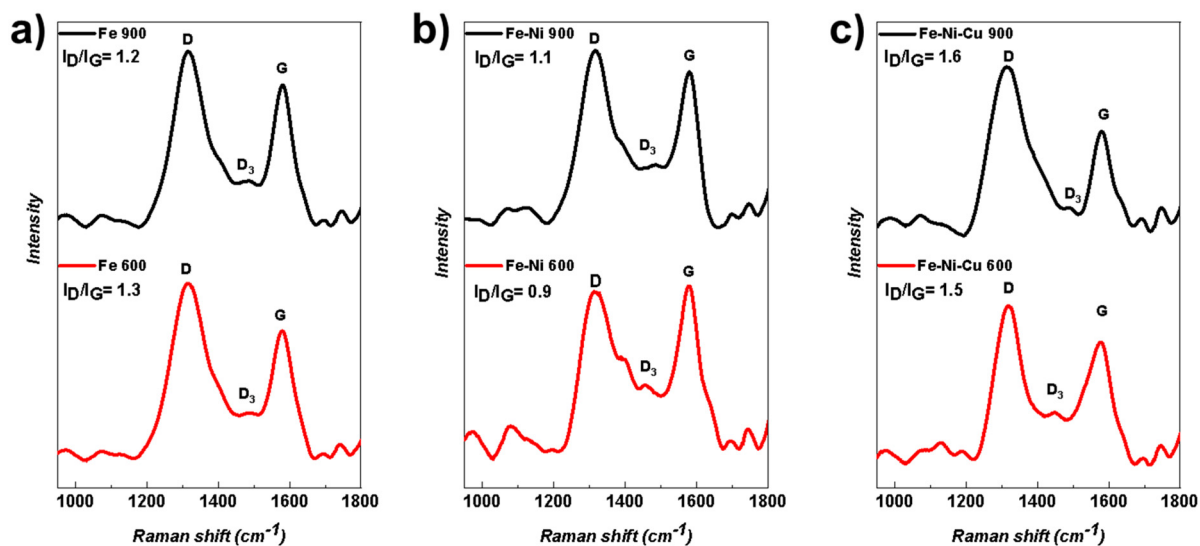 a)
Fe 900
I_D/I_G= 1.2
D
G
D₃
Fe 600
I_D/I_G= 1.3
D
G
D₃
Intensity
1000 1200 1400 1600 1800
Raman shift (cm⁻¹)
b)
Fe-Ni 900
I_D/I_G= 1.1
D
G
D₃
Fe-Ni 600
I_D/I_G= 0.9
D
G
D₃
Intensity
1000 1200 1400 1600 1800
Raman shift (cm⁻¹)
c)
Fe-Ni-Cu 900
I_D/I_G= 1.6
D
G
D₃
Fe-Ni-Cu 600
I_D/I_G= 1.5
D
G
D₃
Intensity
1000 1200 1400 1600 1800
Raman shift (cm⁻¹)